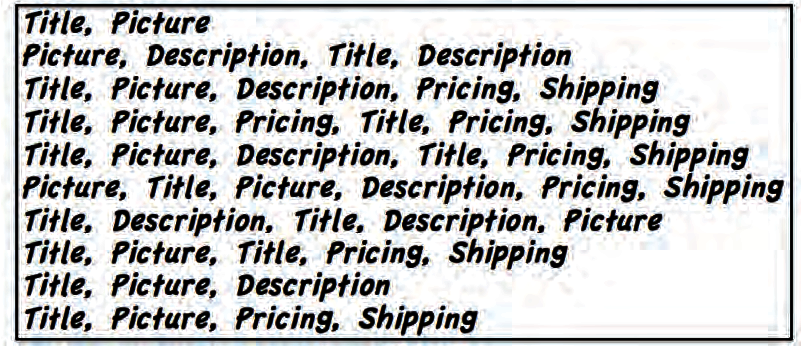 Title, Picture
Picture, Description, Title, Description
Title, Picture, Description, Pricing, Shipping
Title, Picture, Pricing, Title, Pricing, Shipping
Title, Picture, Description, Title, Pricing, Shipping
Picture, Title, Picture, Description, Pricing, Shipping
Title, Description, Title, Description, Picture
Title, Picture, Title, Pricing, Shipping
Title, Picture, Description
Title, Picture, Pricing, Shipping